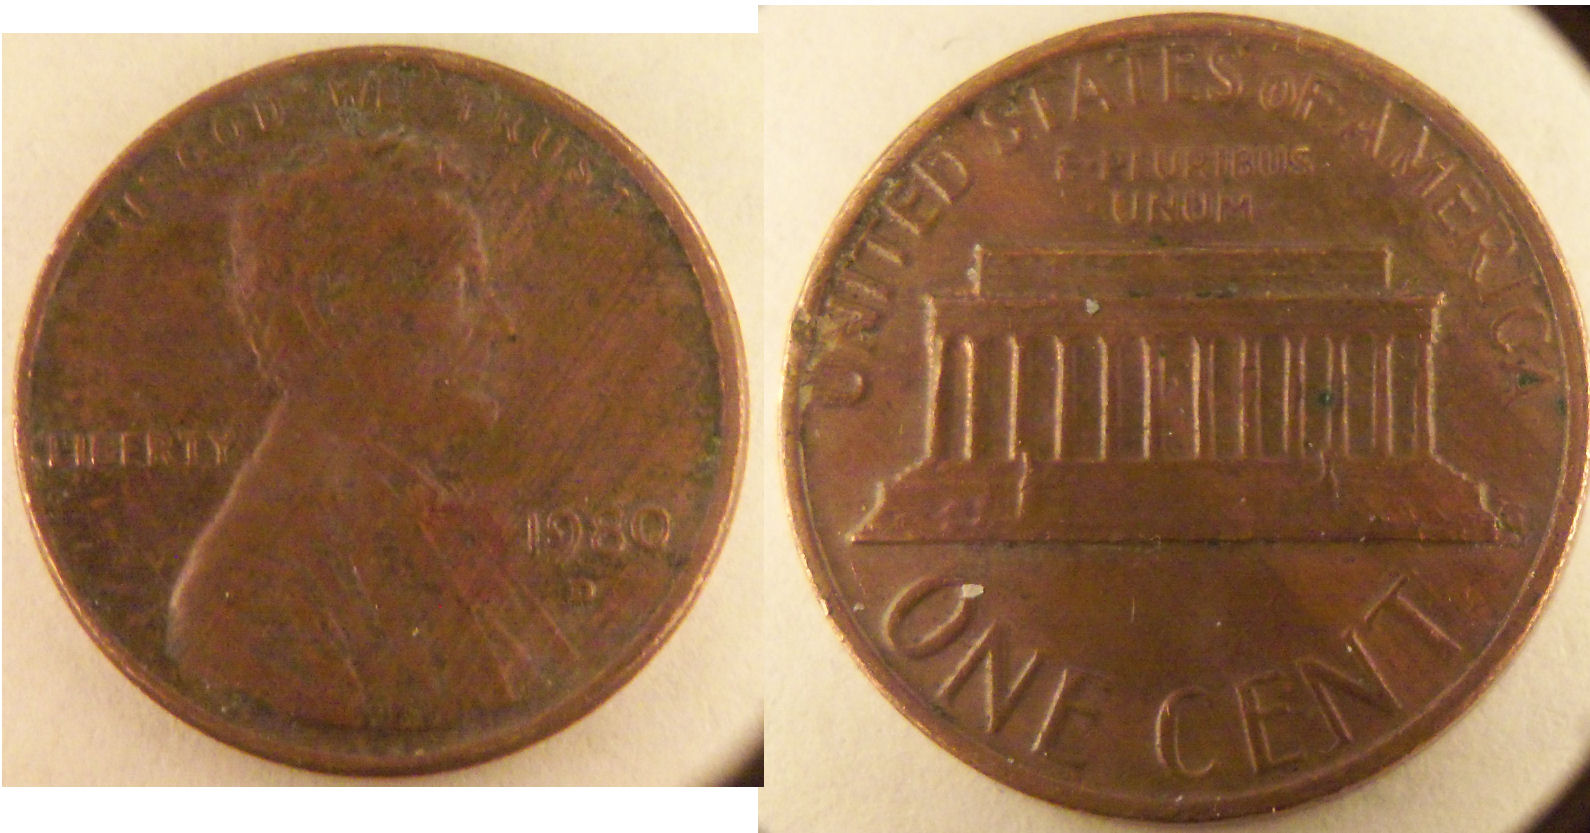 IN GOD WE TRUST
LIBERTY
1980
D
UNITED STATES OF AMERICA
E·PLURIBUS
UNUM
ONE CENT